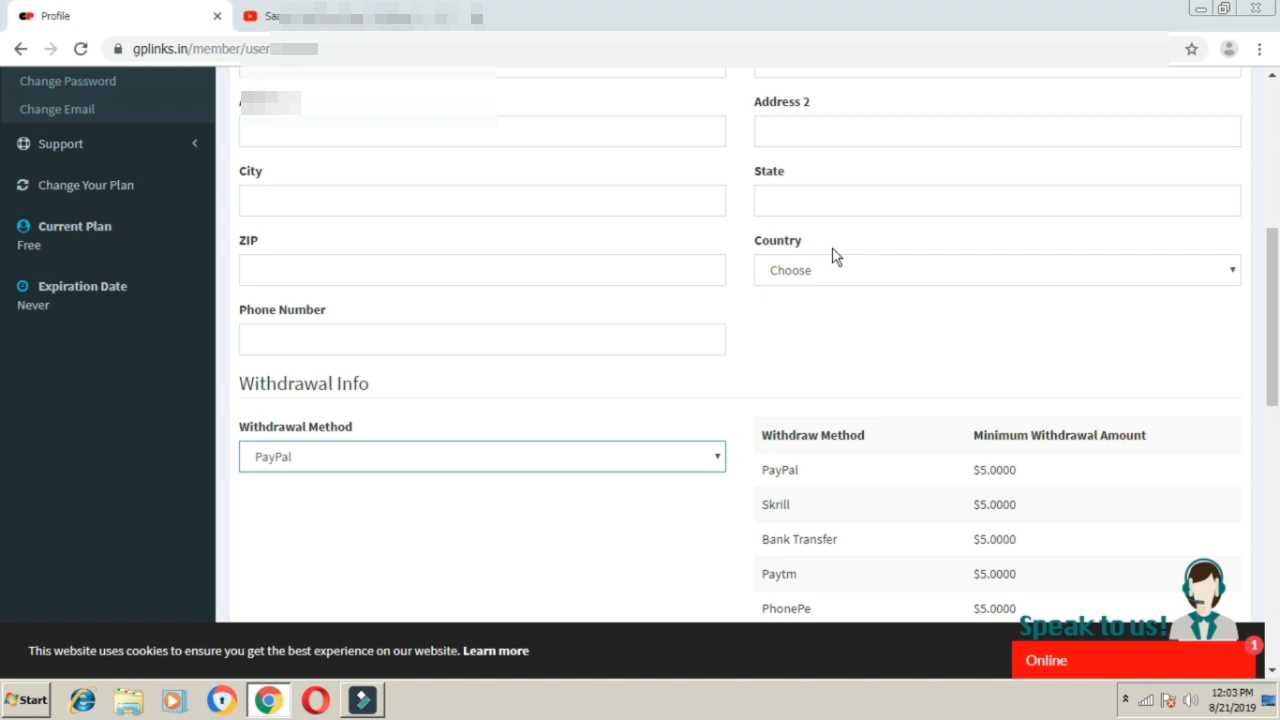 Profile
gplinks.in/member/user
Change Password
Change Email
Address 2
Support
City
State
Change Your Plan
Current Plan
Free
ZIP
Country
Choose
Expiration Date
Never
Phone Number
Withdrawal Info
Withdrawal Method
PayPal
Withdraw Method Minimum Withdrawal Amount
PayPal $5.0000
Skrill $5.0000
Bank Transfer $5.0000
Paytm $5.0000
PhonePe $5.0000
Speak to us!
1
Online
This website uses cookies to ensure you get the best experience on our website. Learn more
Start
12:03 PM
8/21/2019